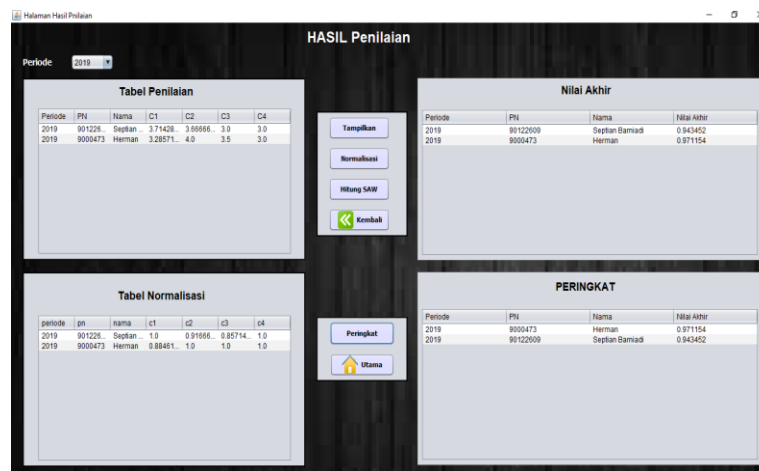 Halaman Hasil Pnilaian
HASIL Penilaian
Periode 2019
Tabel Penilaian
Periode PN Nama C1 C2 C3 C4
2019 901226... Septian ... 3.71428... 3.66666... 3.0 3.0
2019 9000473 Herman 3.28571... 4.0 3.5 3.0
Tampilkan
Normalisasi
Hitung SAW
Kembali
Nilai Akhir
Periode PN Nama Nilai Akhir
2019 90122609 Septian Barniadi 0.943452
2019 9000473 Herman 0.971154
Tabel Normalisasi
periode pn nama c1 c2 c3 c4
2019 901226... Septian ... 1.0 0.91666... 0.85714... 1.0
2019 9000473 Herman 0.88461... 1.0 1.0 1.0
Peringkat
Utama
PERINGKAT
Periode PN Nama Nilai Akhir
2019 9000473 Herman 0.971154
2019 90122609 Septian Barniadi 0.943452